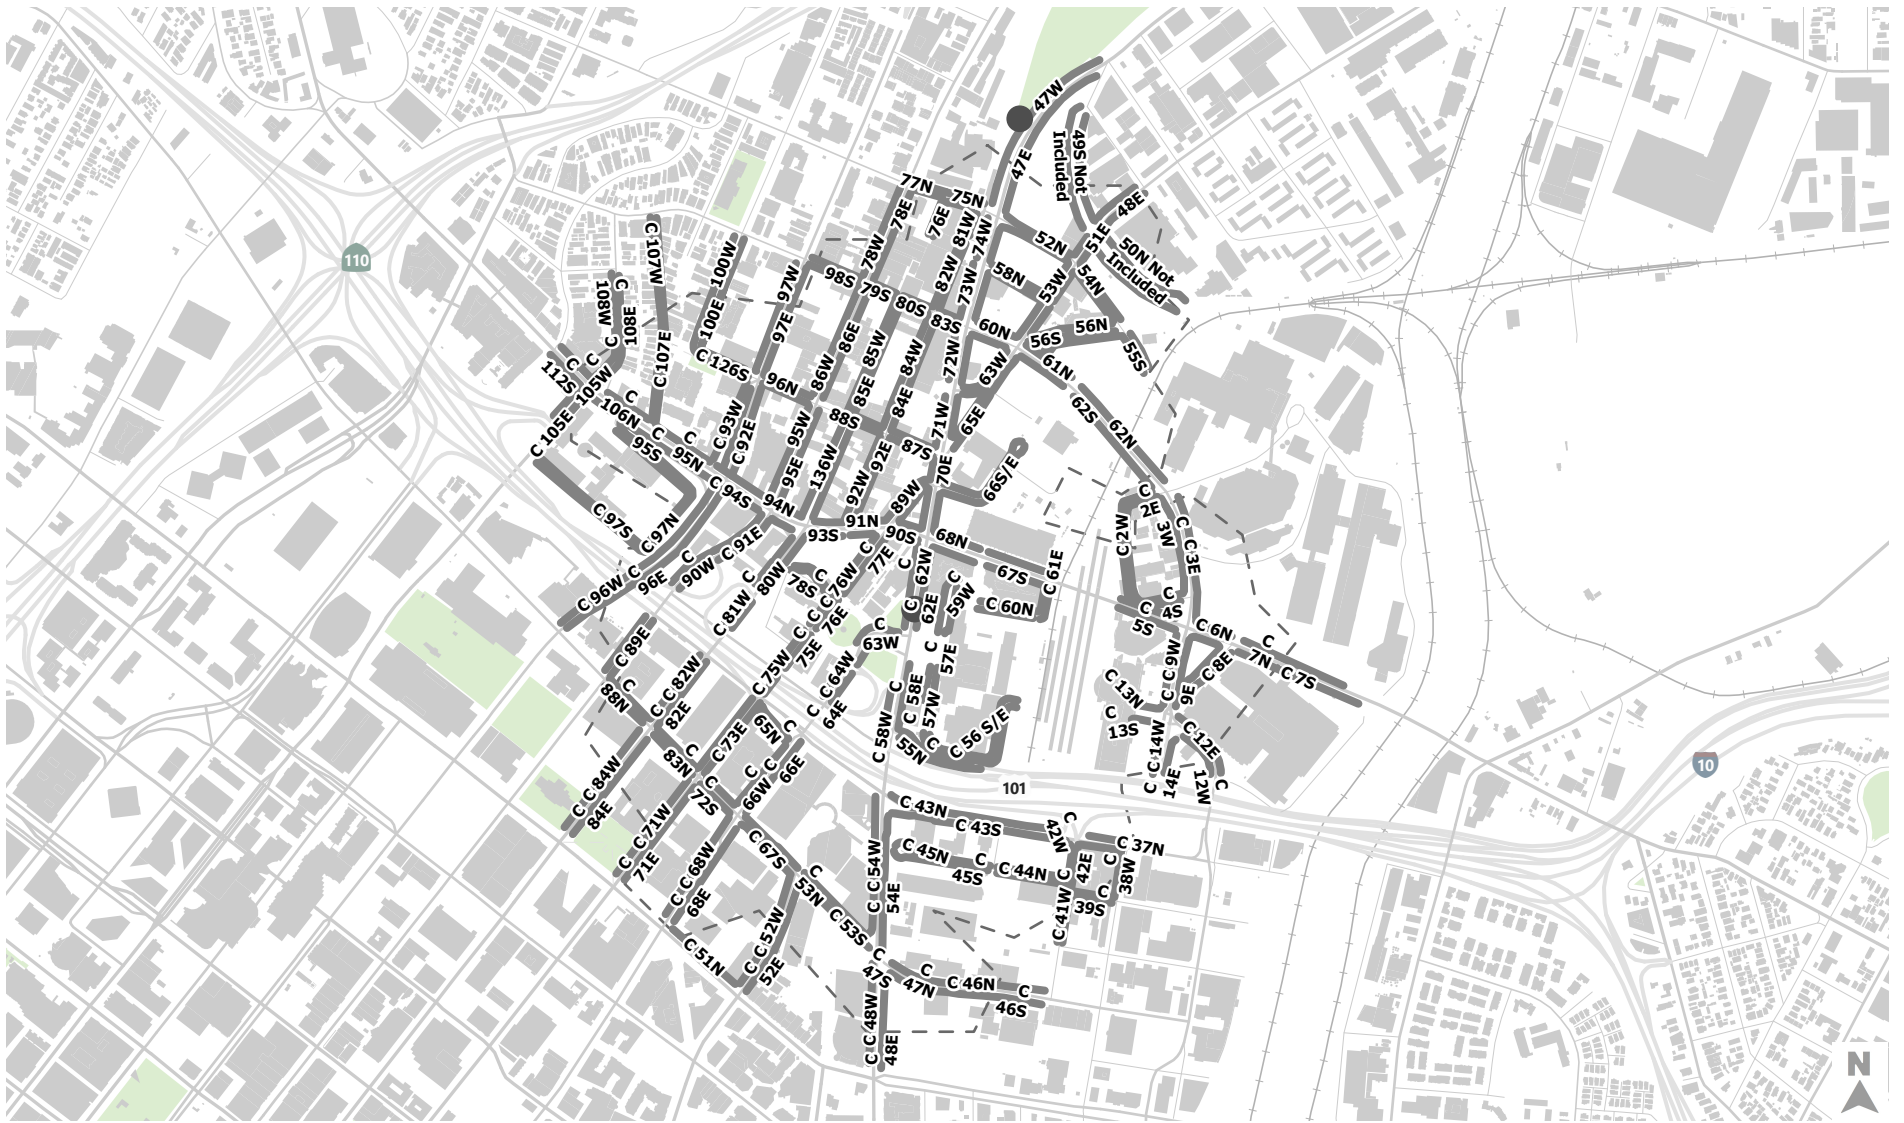 47W
47E
49S Not
Included
48E
51E
50N Not
Included
52N
77N
75N
78E
76E
81W
74W
78W
C 107W
100W
110
98S
79S
80S
83S
82W
73W
58N
53W
54N
97W
C
108W
108E
C
97E
100E
86E
85W
60N
56S
56N
55S
C 107E
C 126S
96N
86W
84W
72W
63W
61N
C
112S
C
105W
C
106N
85E
84E
71W
65E
62S
62N
C 105E
C
95S
C
95N
C 93W
C 92E
95W
88S
87S
92E
70E
66S/E
C 94S
94N
95E
136W
92W
89W
91N
93S
90S
68N
67S
C 61E
C 60N
C
2E
C 2W
3W
C
C 3E
C 97S
C 97N
C 91E
C
90W
C 96W
C
96E
C
80W
C 81W
78S
C
C 76W
C
77E
C
76E
C
62W
C
62E
C
59W
C
4S
C
5S
C 6N
C
7N
C 7S
C 8E
C 9W
C
9E
C 89E
C
88N
C 82W
C
82E
C 75W
C
75E
C
63W
C 64W
C
64E
C
57E
C 58E
C
57W
C 58W
C
55N
C 56 S/E
C 13N
C
13S
C 14W
C
14E
C 12E
C
12W
65N
C 73E
C
83N
C
72S
C
66W
C
66E
C 84W
C
84E
101
10
C 71W
C
71E
C 67S
C 68W
C
68E
C
53N
C 53S
C 54W
C
54E
C 43N
C 43S
C
42W
C 37N
C 45N
C
45S
C 44N
C
42E
C
38W
C
39S
C 41W
C 51N
C 52W
C
52E
C
47S
C
47N
C 46N
C
46S
C 48W
C
48E
N